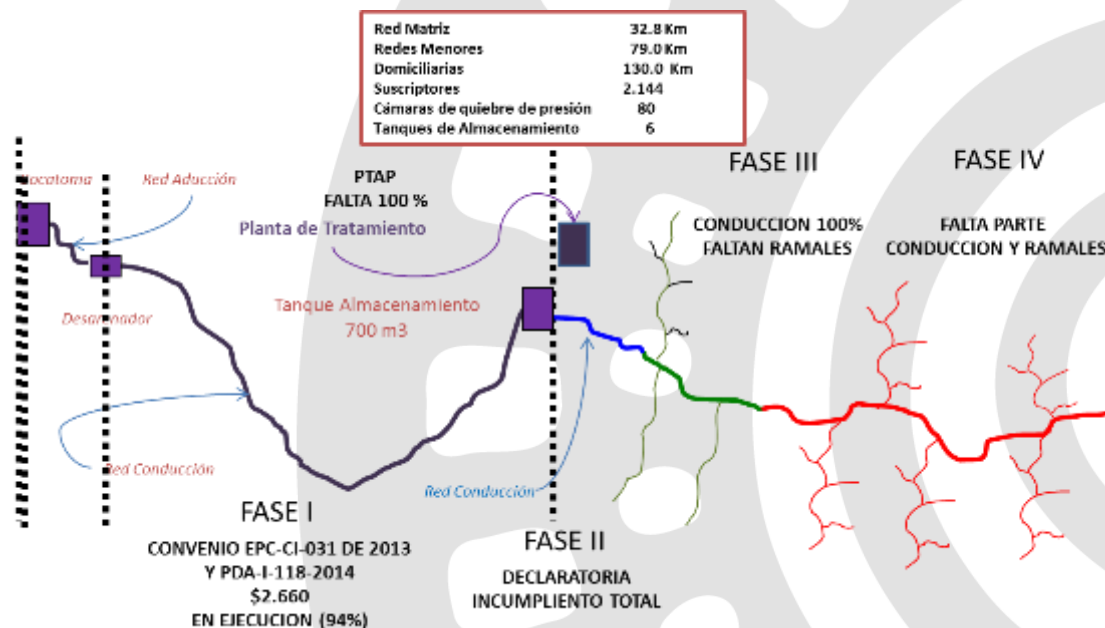 Red Matriz 32.8 Km
Redes Menores 79.0 Km
Domiciliarias 130.0 Km
Suscriptores 2.144
Cámaras de quiebre de presión 80
Tanques de Almacenamiento 6
FASE III
FASE IV
Red Aducción
PTAP
FALTA 100 %
Planta de Tratamiento
CONDUCCION 100%
FALTAN RAMALES
FALTA PARTE
CONDUCCION Y RAMALES
Tanque Almacenamiento
700 m3
Desarenador
Red Conducción
Red Conducción
FASE I
CONVENIO EPC-CI-031 DE 2013
Y PDA-I-118-2014
$2.660
EN EJECUCION (94%)
FASE II
DECLARATORIA
INCUMPLIENTO TOTAL